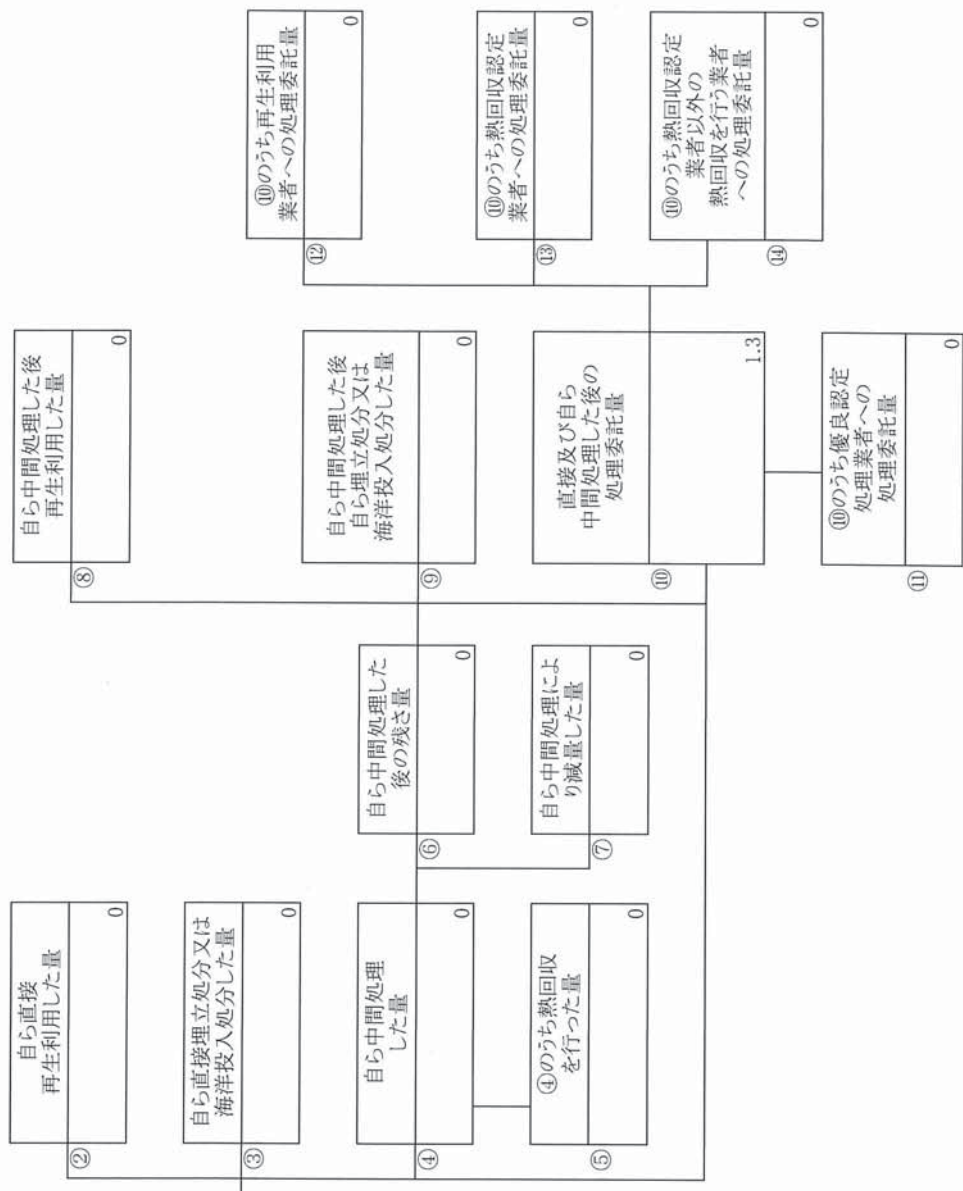 ②
自ら直接
再生利用した量
0
③
自ら直接埋立処分又は
海洋投入処分した量
0
④
自ら中間処理
した量
0
⑤
④のうち熱回収
を行った量
0
⑥
自ら中間処理した
後の残さ量
0
⑦
自ら中間処理によ
り減量した量
0
⑧
自ら中間処理した後
再生利用した量
0
⑨
自ら中間処理した後
自ら埋立処分又は
海洋投入処分した量
0
⑩
直接及び自ら
中間処理した後の
処理委託量
1.3
⑪
⑩のうち優良認定
処理業者への
処理委託量
0
⑫
⑩のうち再生利用
業者への処理委託量
0
⑬
⑩のうち熱回収認定
業者への処理委託量
0
⑭
⑩のうち熱回収認定
業者以外の
熱回収を行う業者
への処理委託量
0